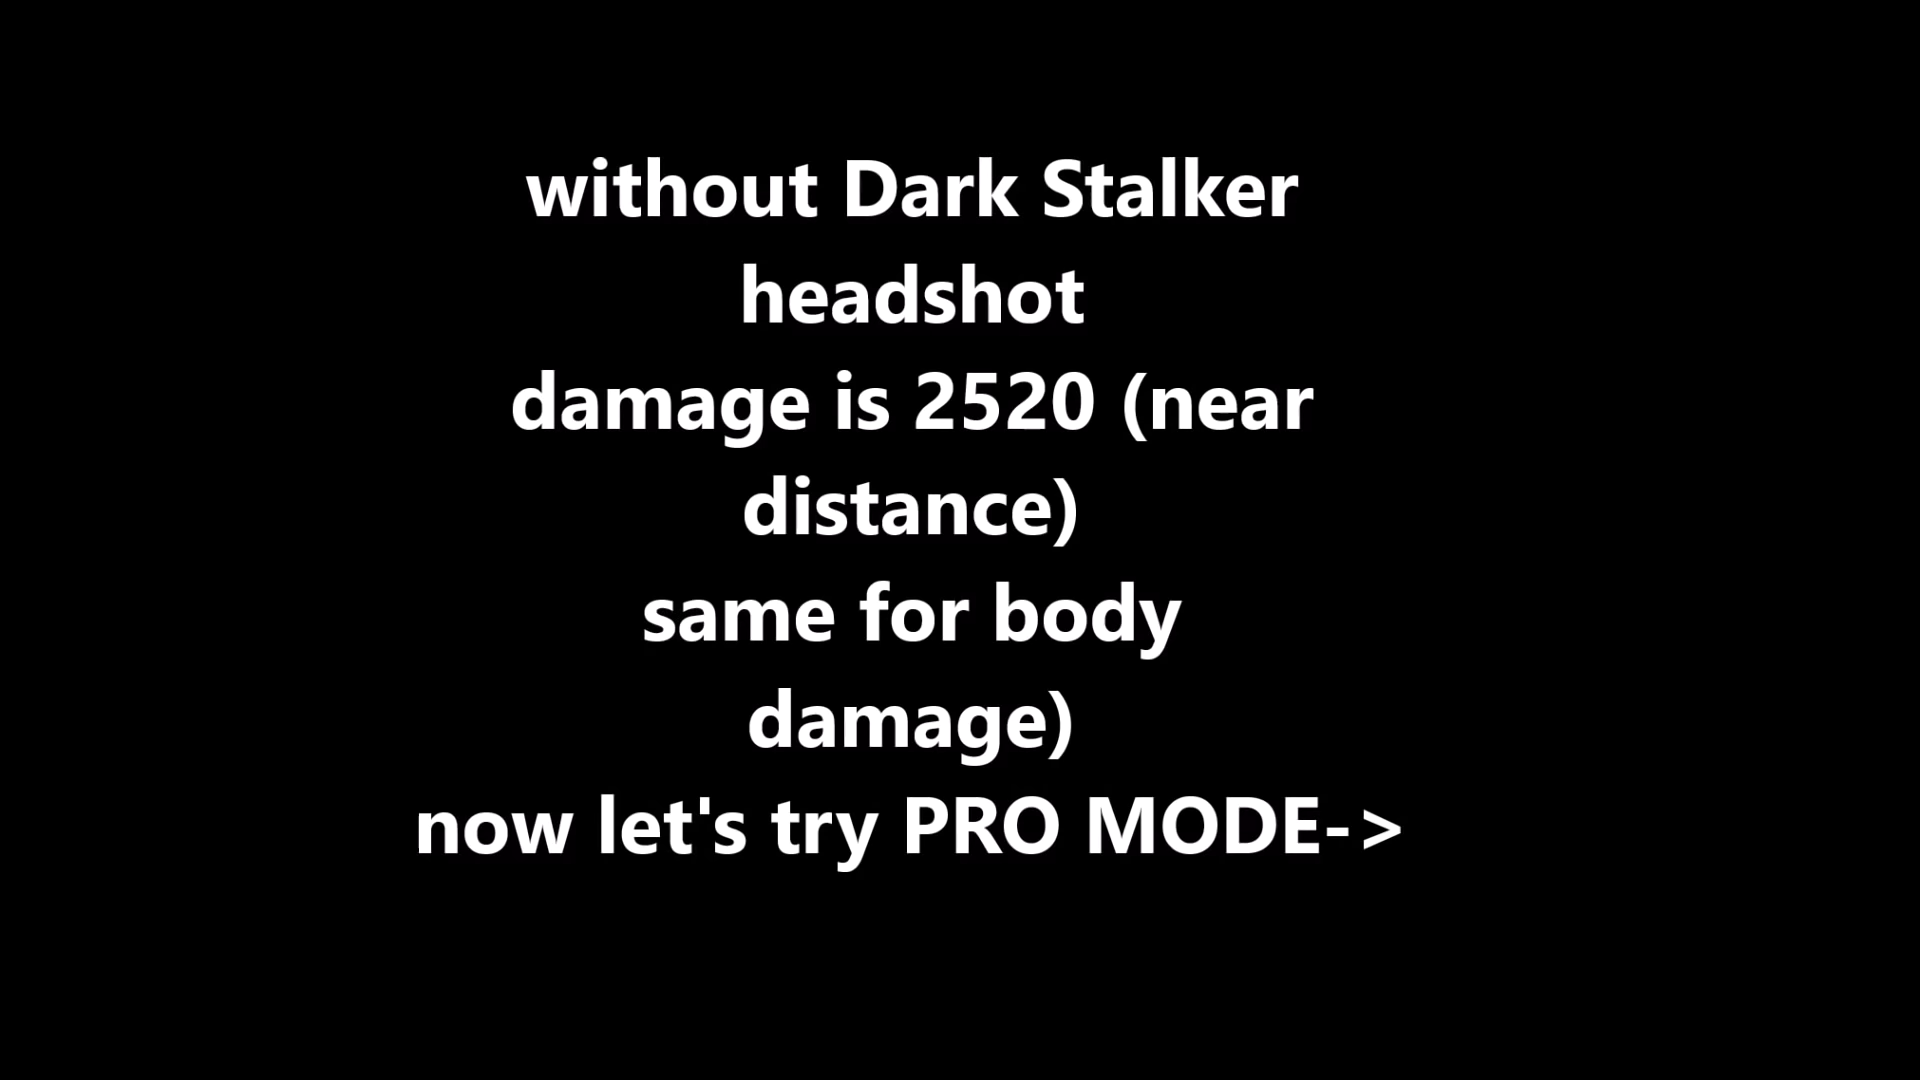 without Dark Stalker
headshot
damage is 2520 (near
distance)
same for body
damage)
now let's try PRO MODE->